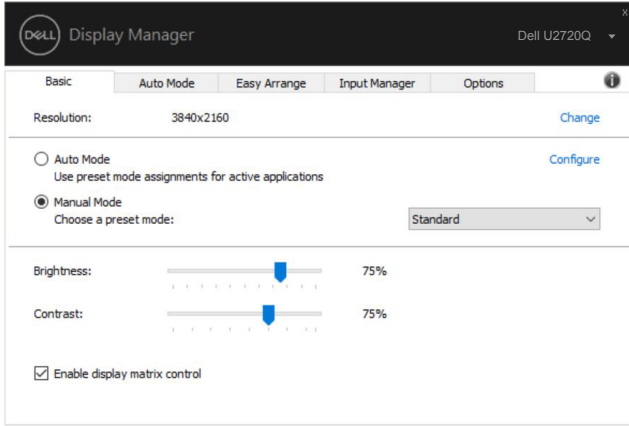 DELL Display Manager
Dell U2720Q
x
Basic Auto Mode Easy Arrange Input Manager Options i
Resolution: 3840x2160 Change
Auto Mode Configure
Use preset mode assignments for active applications
Manual Mode
Choose a preset mode: Standard
Brightness: 75%
Contrast: 75%
Enable display matrix control